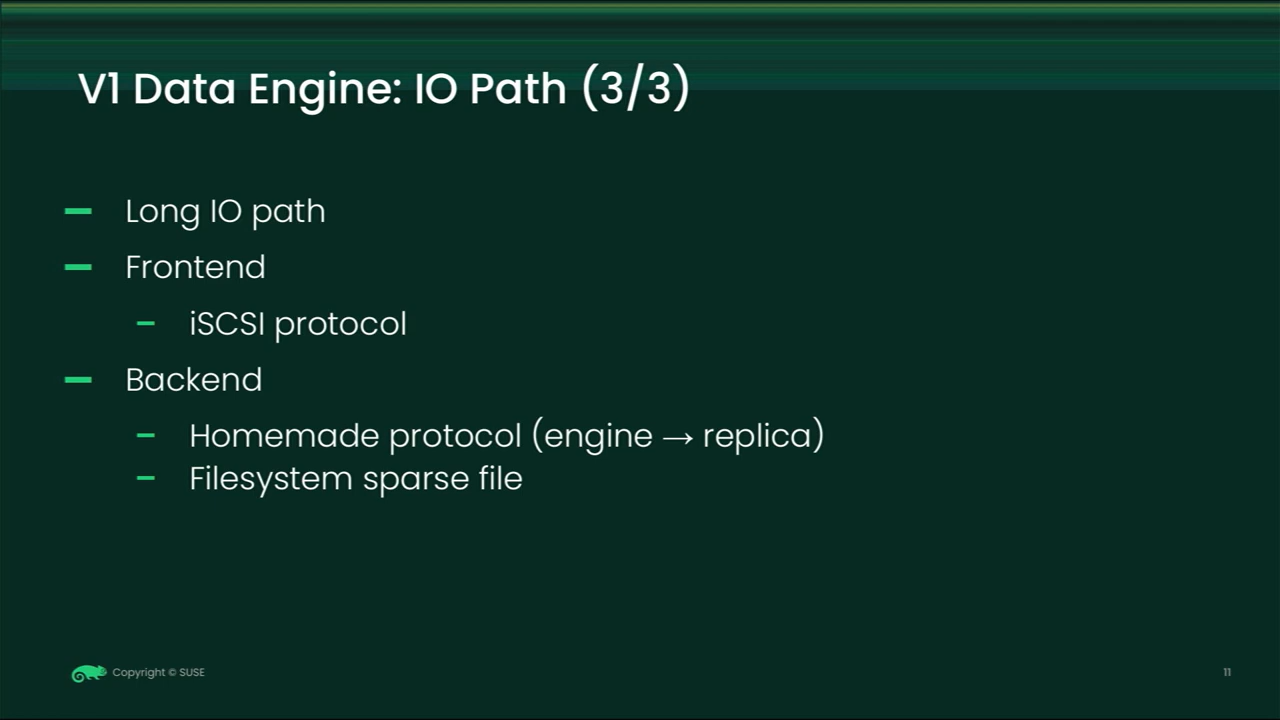 V1 Data Engine: IO Path (3/3)
Long IO path
Frontend
iSCSI protocol
Backend
Homemade protocol (engine → replica)
Filesystem sparse file
Copyright © SUSE
11